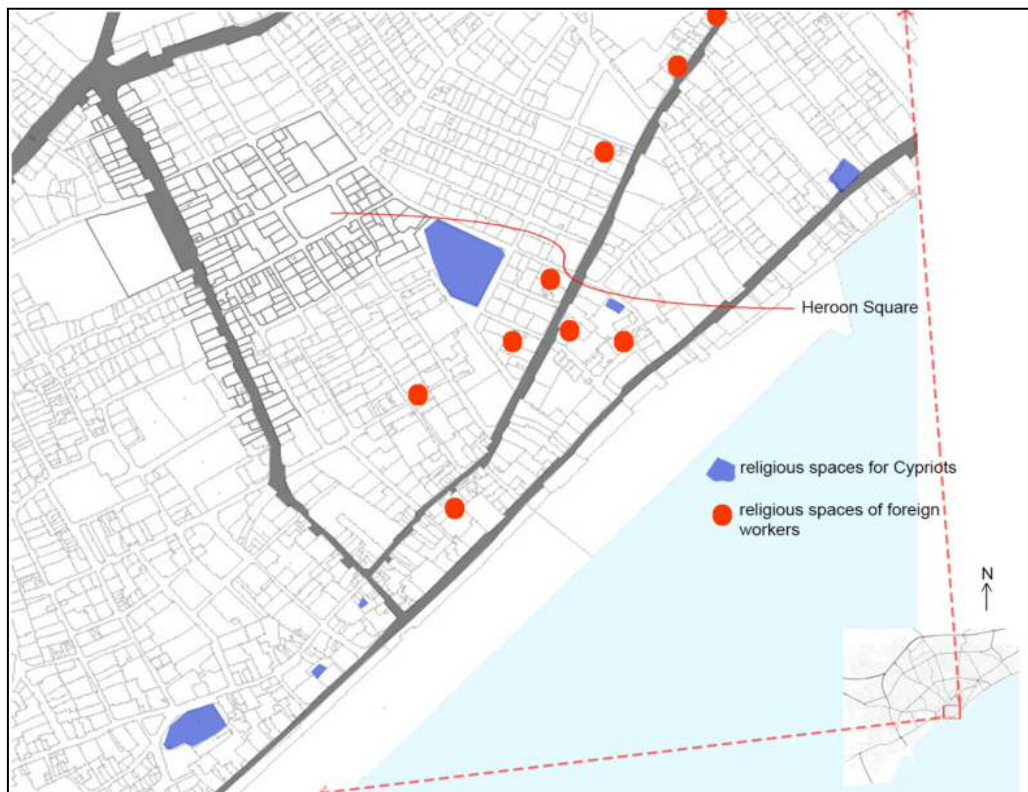 Heroon Square
religious spaces for Cypriots
religious spaces of foreign
workers
N